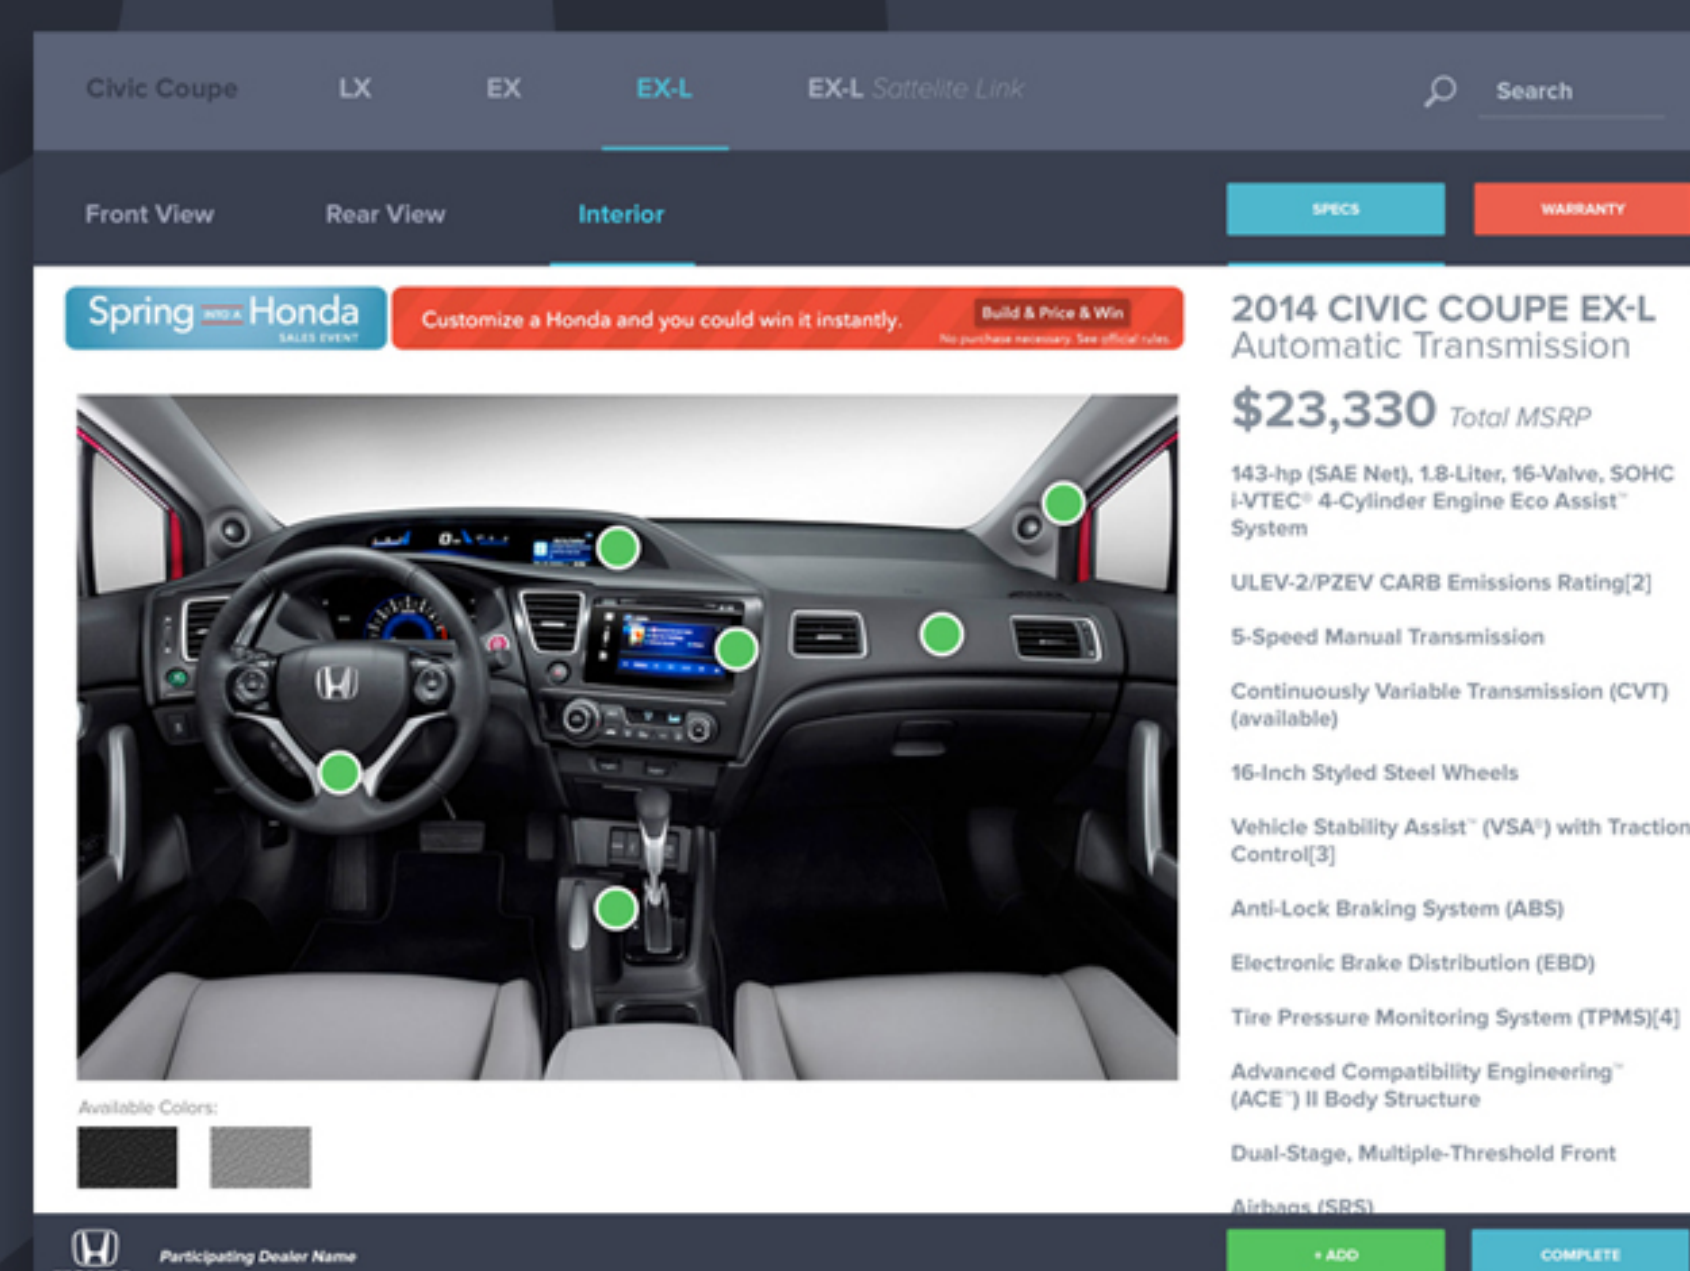 Civic Coupe LX EX EX-L EX-L Sattelite Link Search
Front View Rear View Interior SPECS WARRANTY
Spring INTO A Honda
SALES EVENT
Customize a Honda and you could win it instantly.
Build & Price & Win
No purchase necessary. See official rules.
2014 CIVIC COUPE EX-L
Automatic Transmission
$23,330 Total MSRP
143-hp (SAE Net), 1.8-Liter, 16-Valve, SOHC
i-VTEC® 4-Cylinder Engine Eco Assist™
System
ULEV-2/PZEV CARB Emissions Rating[2]
5-Speed Manual Transmission
Continuously Variable Transmission (CVT)
(available)
16-Inch Styled Steel Wheels
Vehicle Stability Assist™ (VSA®) with Traction
Control[3]
Anti-Lock Braking System (ABS)
Electronic Brake Distribution (EBD)
Tire Pressure Monitoring System (TPMS)[4]
Advanced Compatibility Engineering™
(ACE™) II Body Structure
Dual-Stage, Multiple-Threshold Front
Airbags (SRS)
Available Colors:
Participating Dealer Name
+ ADD COMPLETE